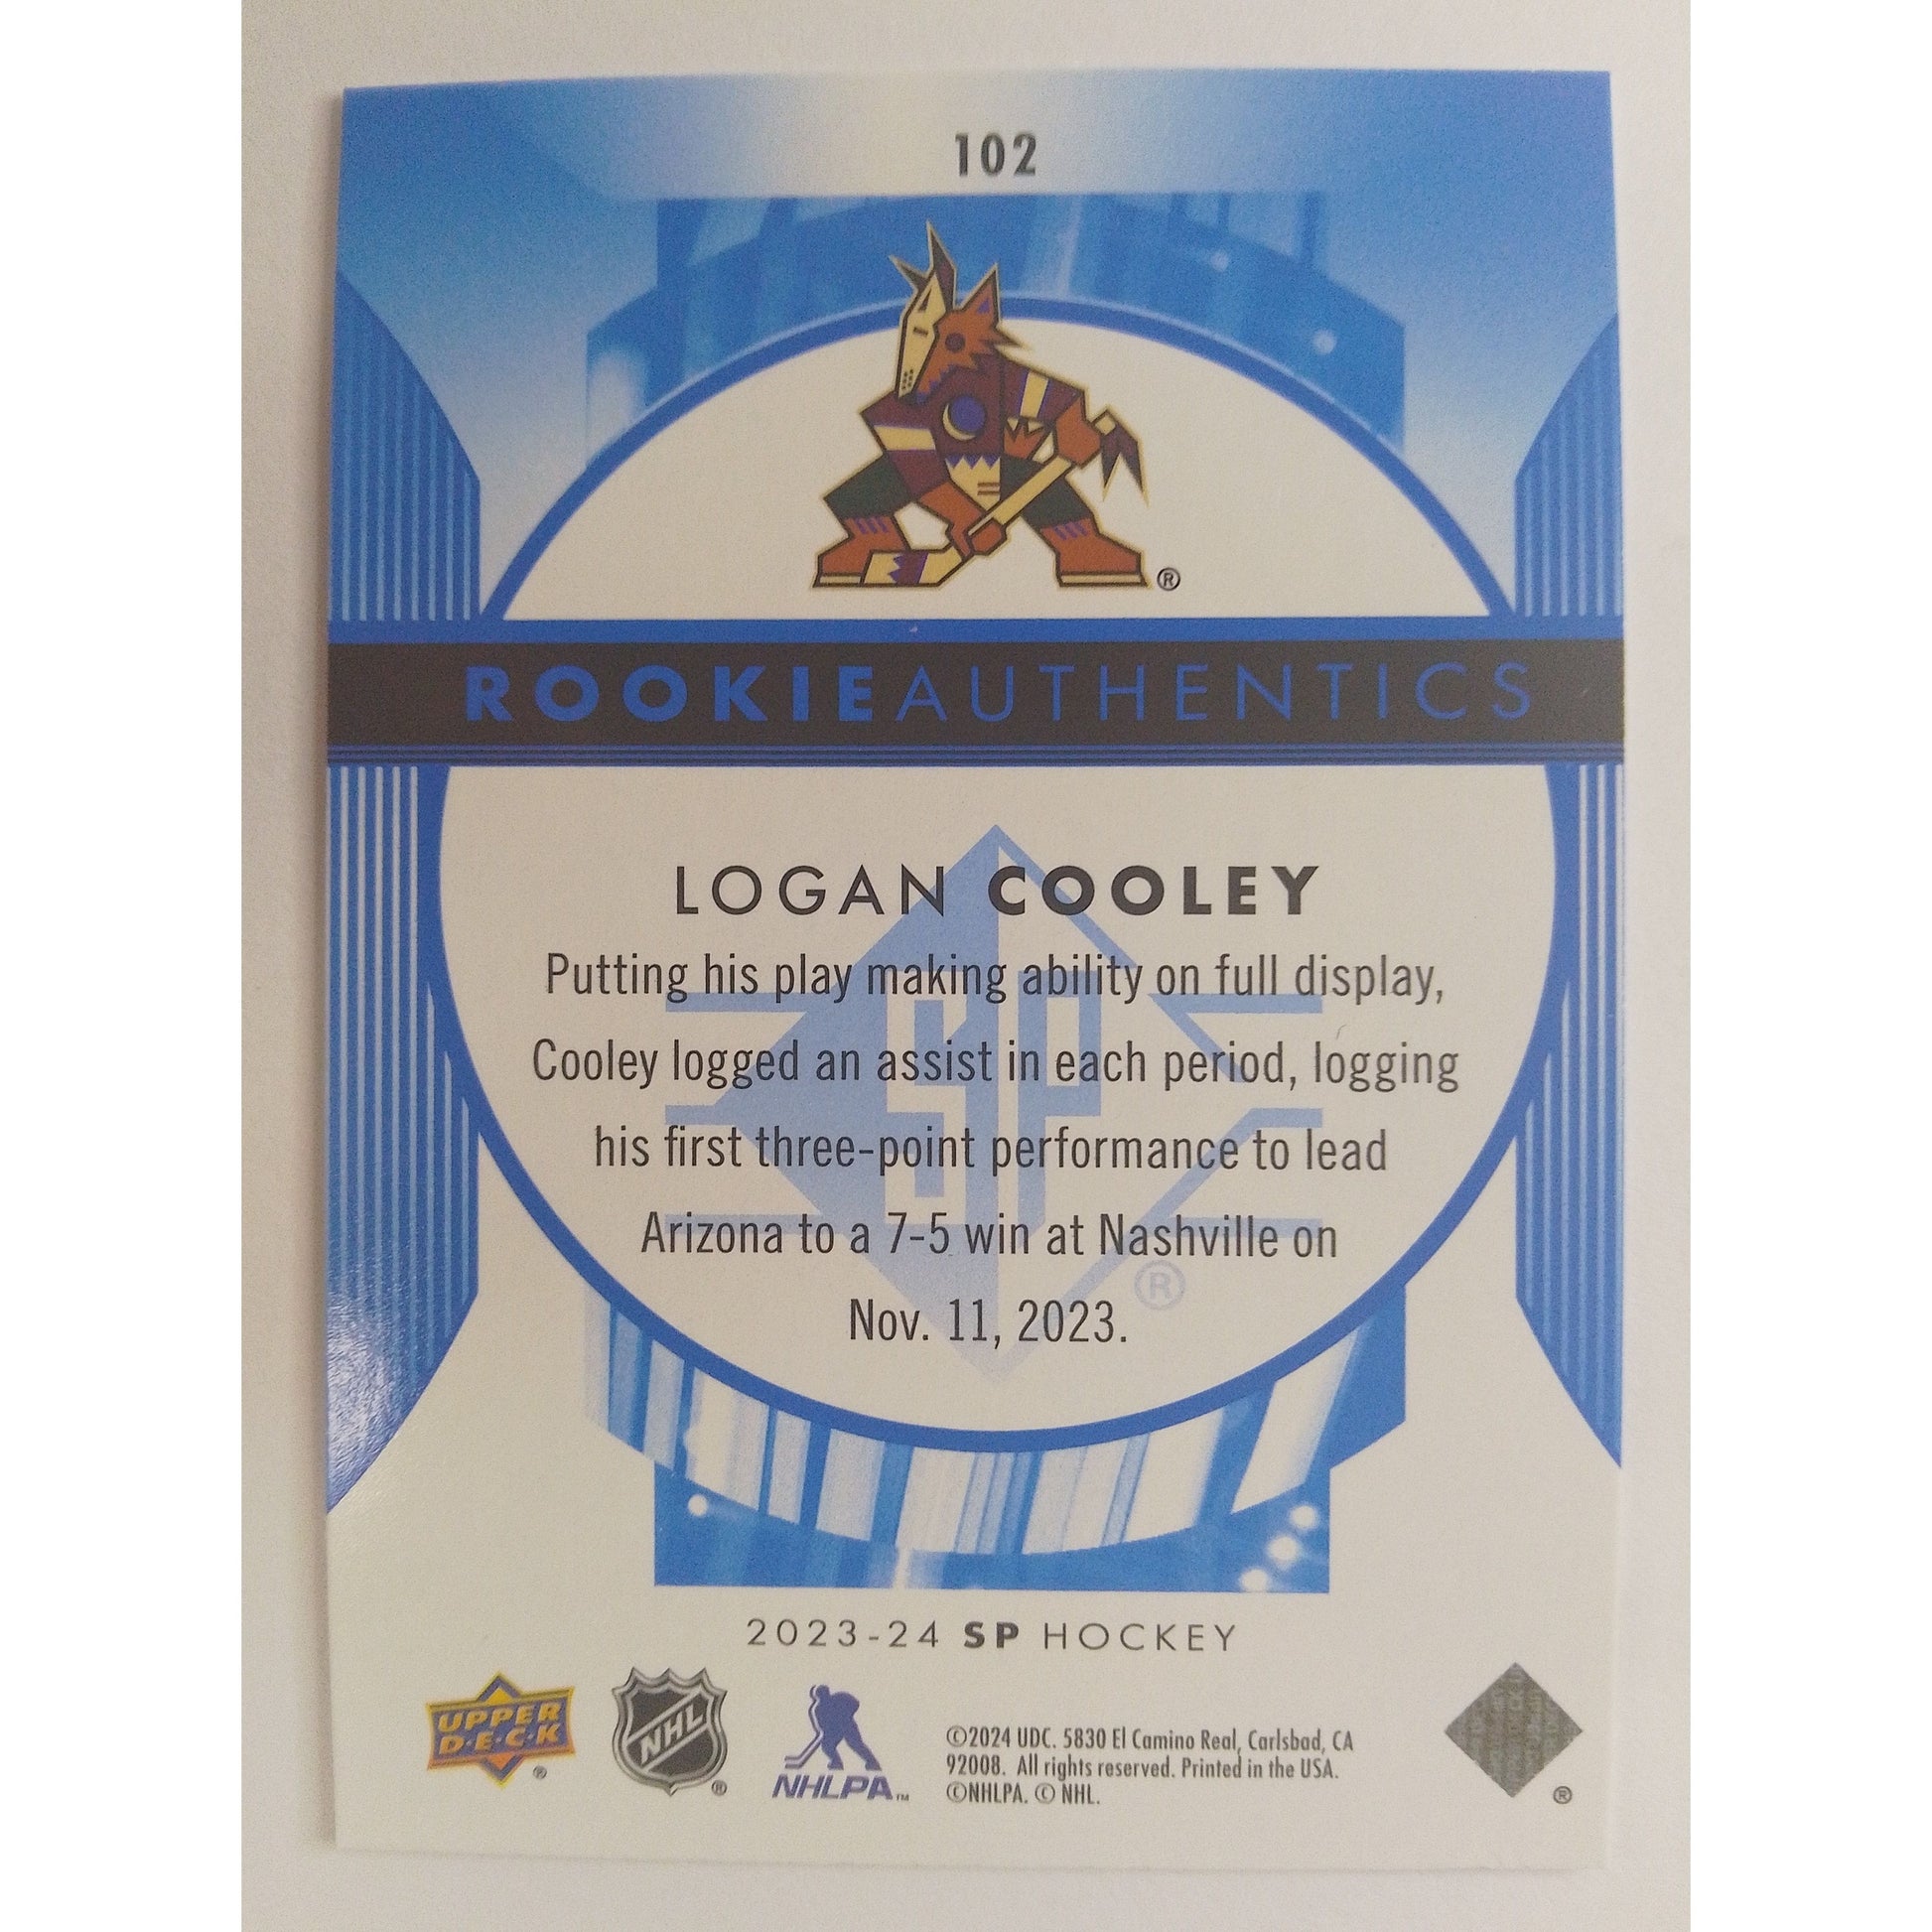 102
®
ROOKIEAUTHENTICS
LOGAN COOLEY
Putting his play making ability on full display,
Cooley logged an assist in each period, logging
his first three-point performance to lead
Arizona to a 7-5 win at Nashville on
Nov. 11, 2023.
SP
®
2023-24 SP HOCKEY
UPPER
D·E·C·K
®
NHL
®
NHLPA™
©2024 UDC. 5830 El Camino Real, Carlsbad, CA
92008. All rights reserved. Printed in the USA.
©NHLPA. © NHL.
®